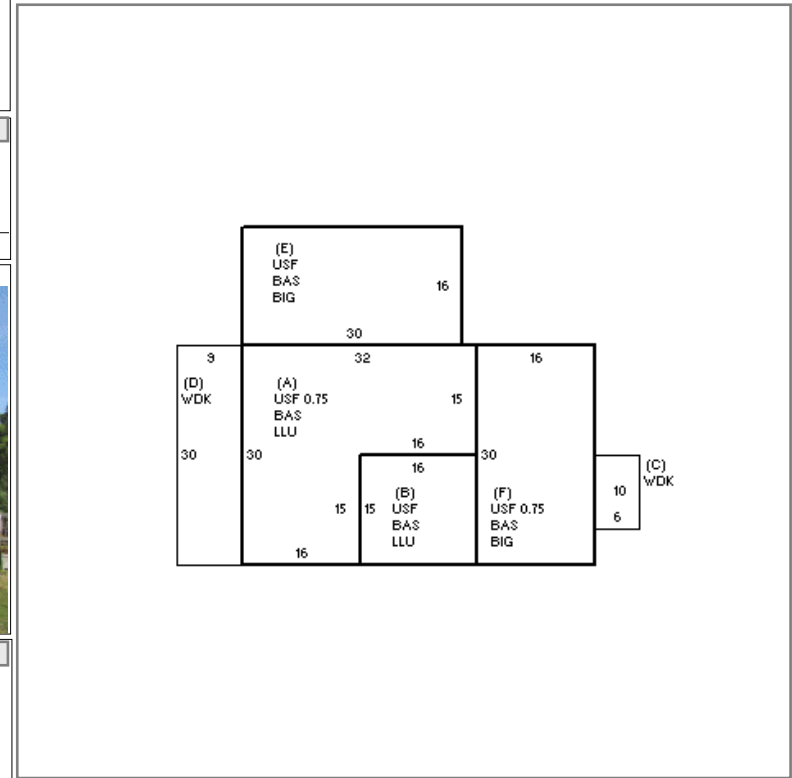 (E)
USF
BAS
BIG
16
30
9
32
16
(D)
WDK
(A)
USF 0.75
BAS
LLU
15
16
30
30
30
16
(C)
WDK
10
6
(B)
USF
BAS
LLU
(F)
USF 0.75
BAS
BIG
15
15
16